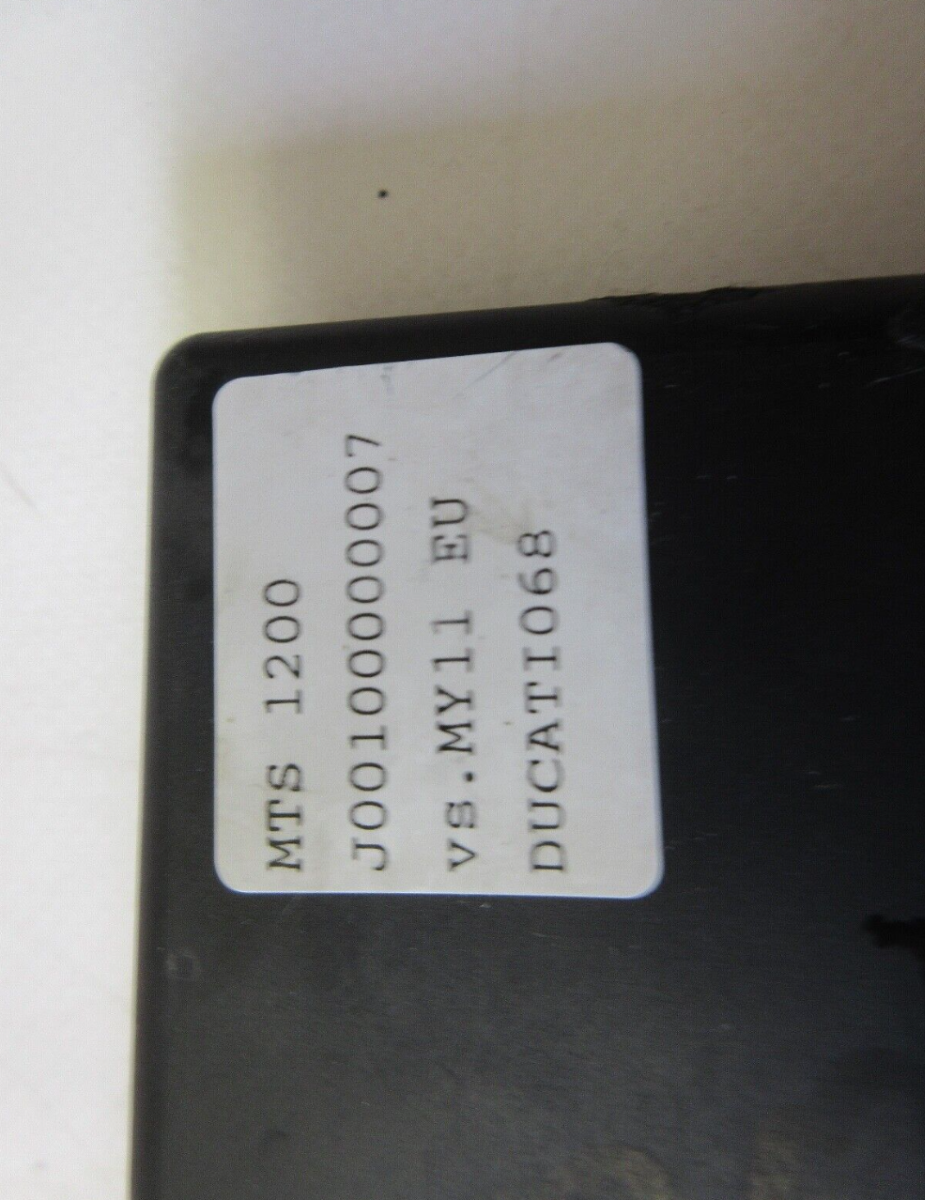 MTS 1200
J0010000007
vs.MY11 EU
DUCATI068